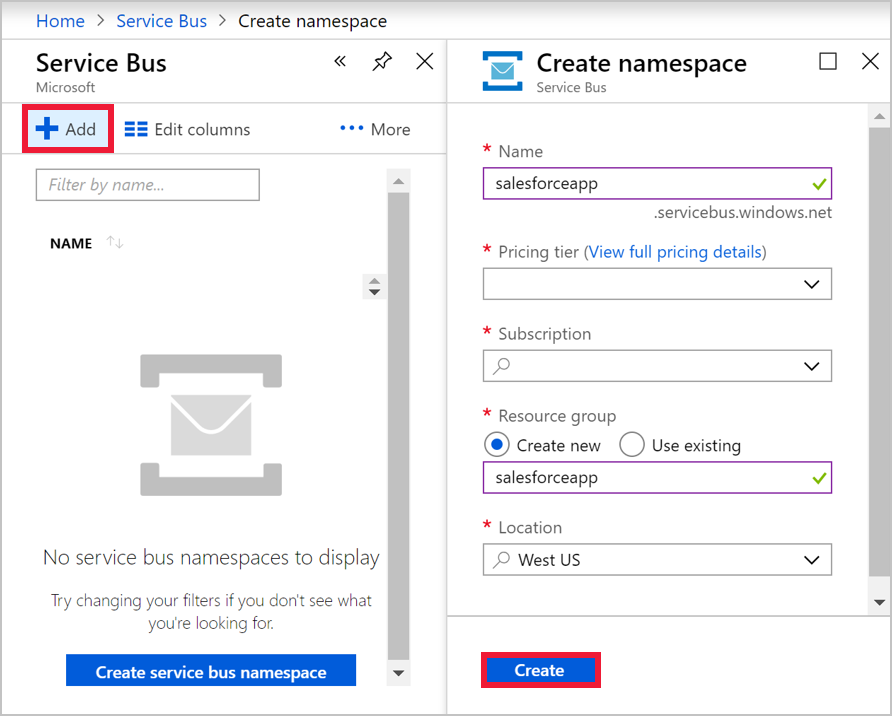 Home > Service Bus > Create namespace
Service Bus
Microsoft
Add
Edit columns
More
Filter by name...
NAME
No service bus namespaces to display
Try changing your filters if you don't see what
you're looking for.
Create service bus namespace
Create namespace
Service Bus
* Name
salesforceapp
.servicebus.windows.net
* Pricing tier (View full pricing details)
* Subscription
* Resource group
Create new
Use existing
salesforceapp
* Location
West US
Create